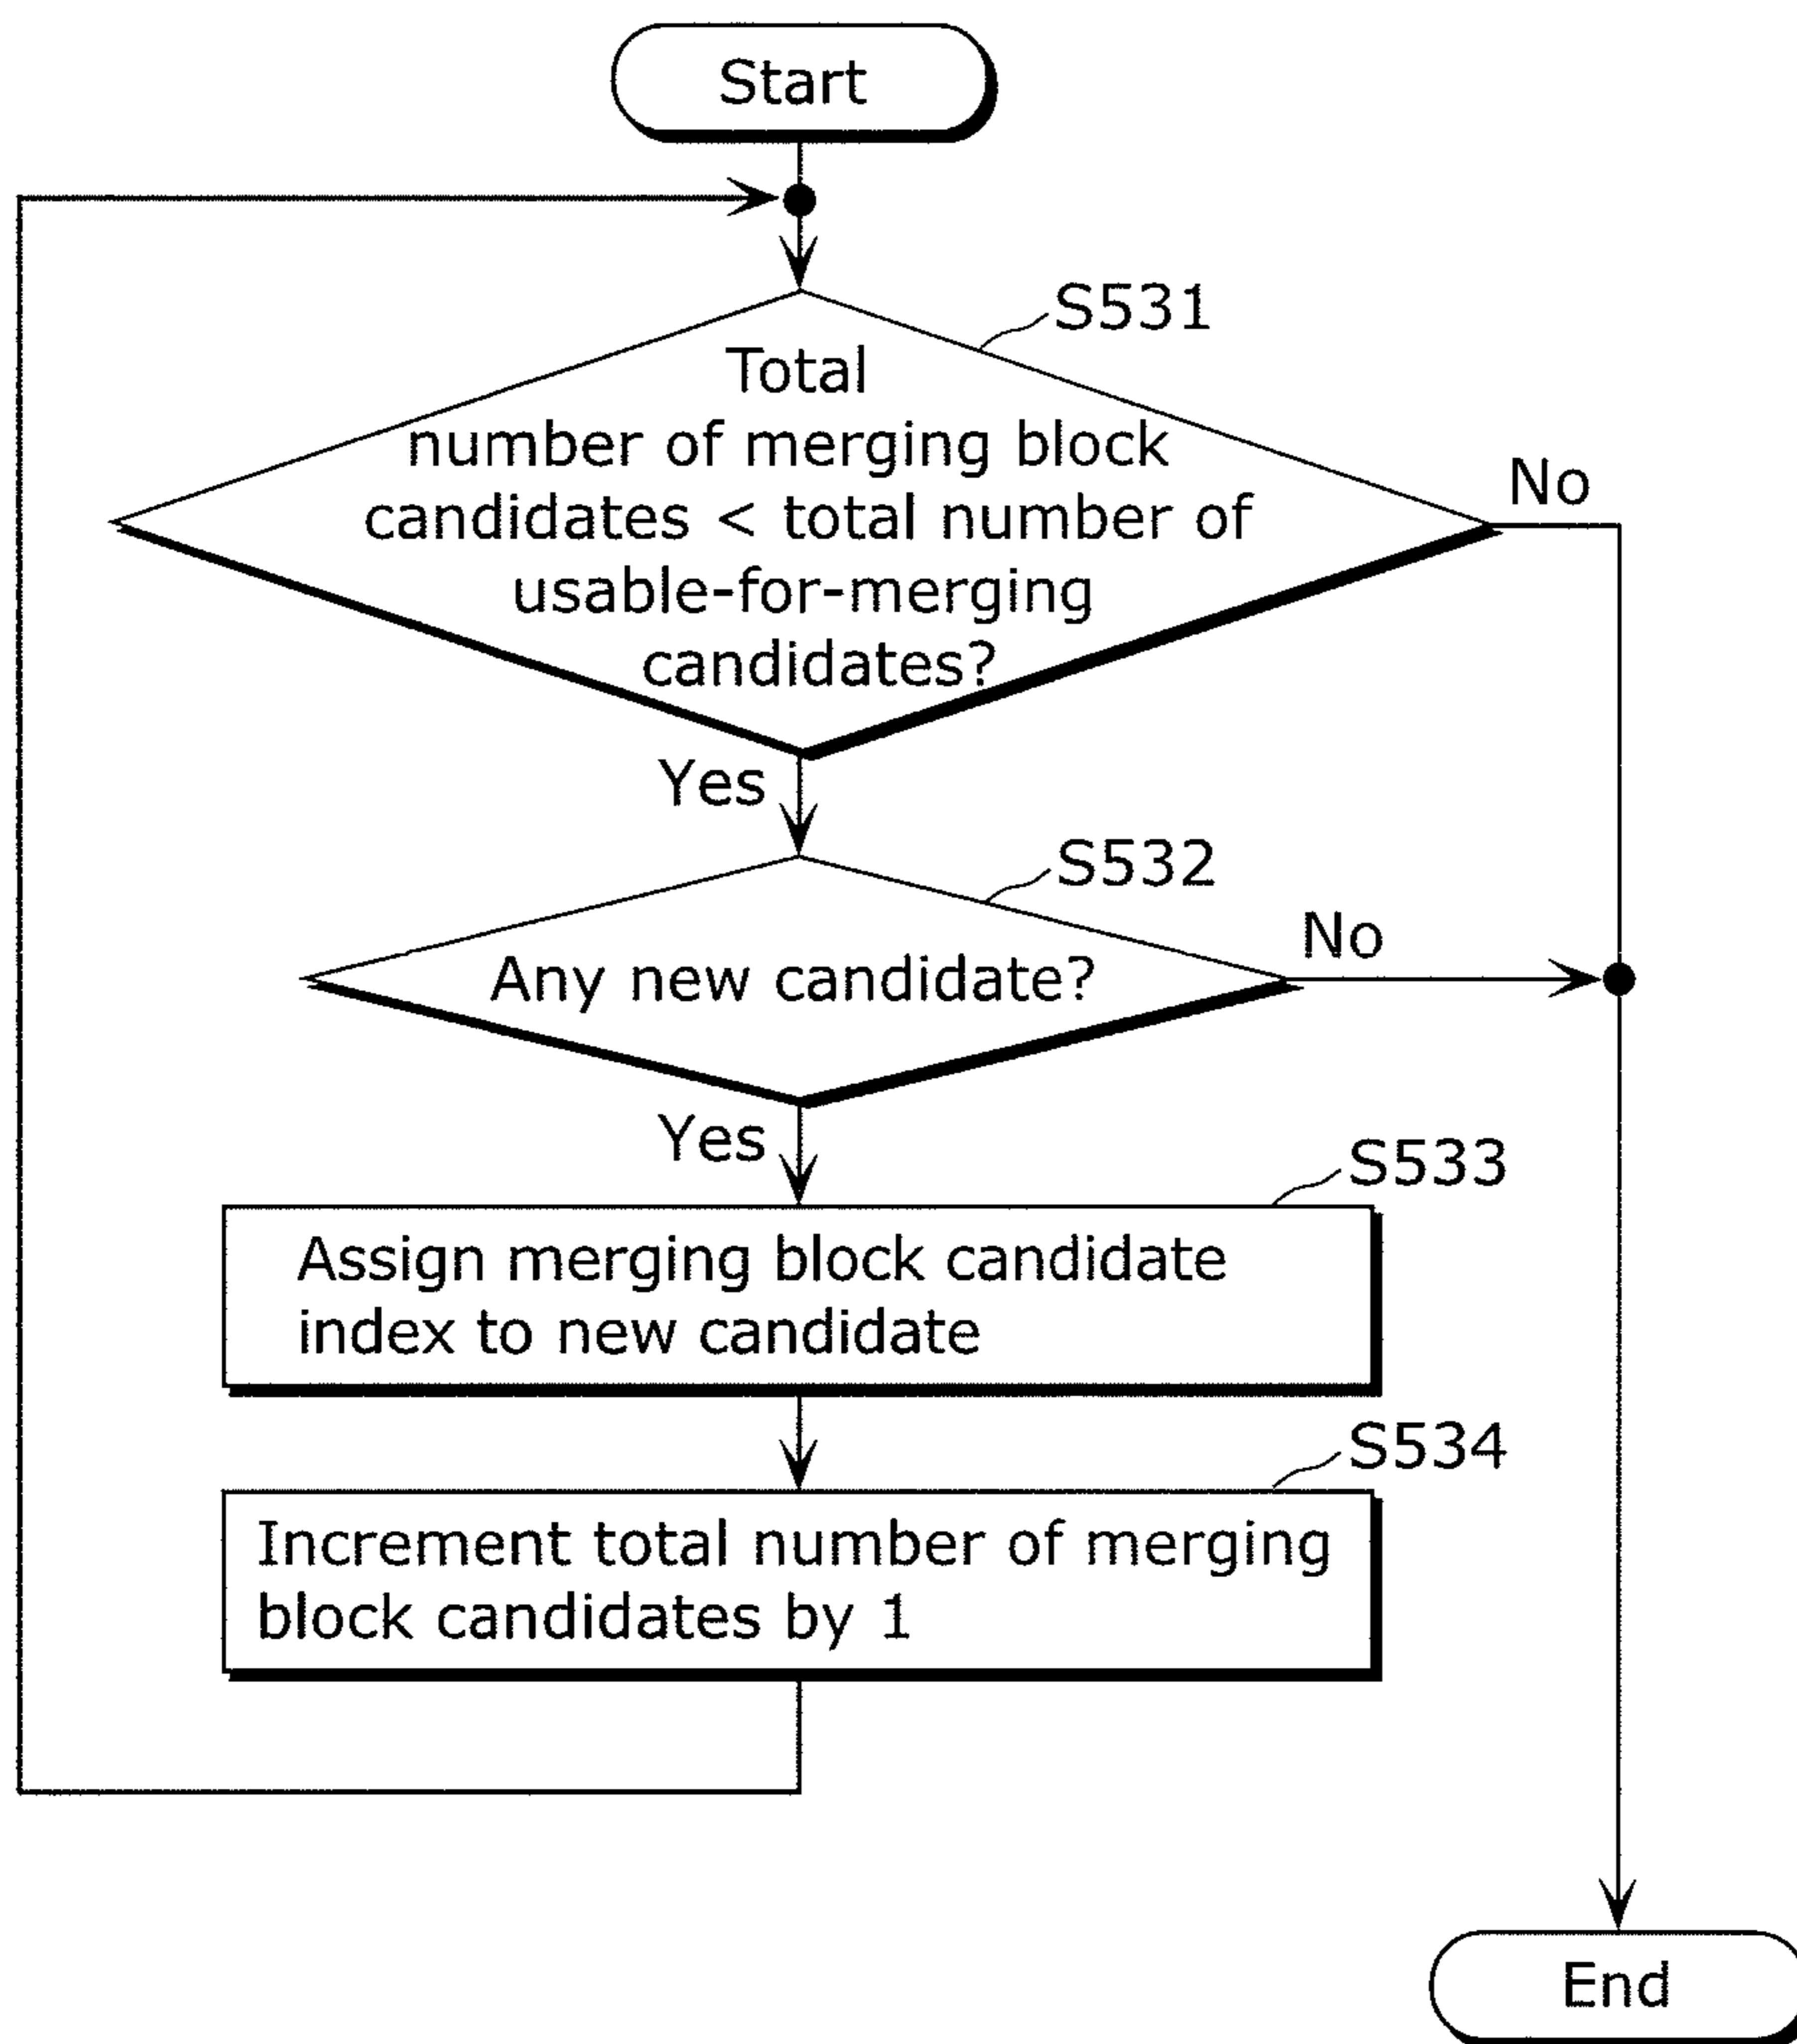 Start
S531
Total
number of merging block
candidates < total number of
usable-for-merging
candidates?
No
Yes
S532
Any new candidate?
No
Yes
S533
Assign merging block candidate
index to new candidate
S534
Increment total number of merging
block candidates by 1
End